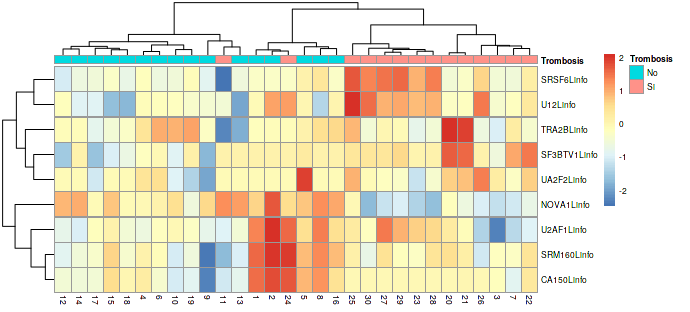 Trombosis
SRSF6Linfo
U12Linfo
TRA2BLinfo
SF3BTV1Linfo
UA2F2Linfo
NOVA1Linfo
U2AF1Linfo
SRM160Linfo
CA150Linfo
12 14 17 15 18 4 6 10 19 9 11 13 1 2 24 5 8 16 25 30 27 29 23 28 20 21 26 3 7 22
2
1
0
-1
-2
Trombosis
No
Si